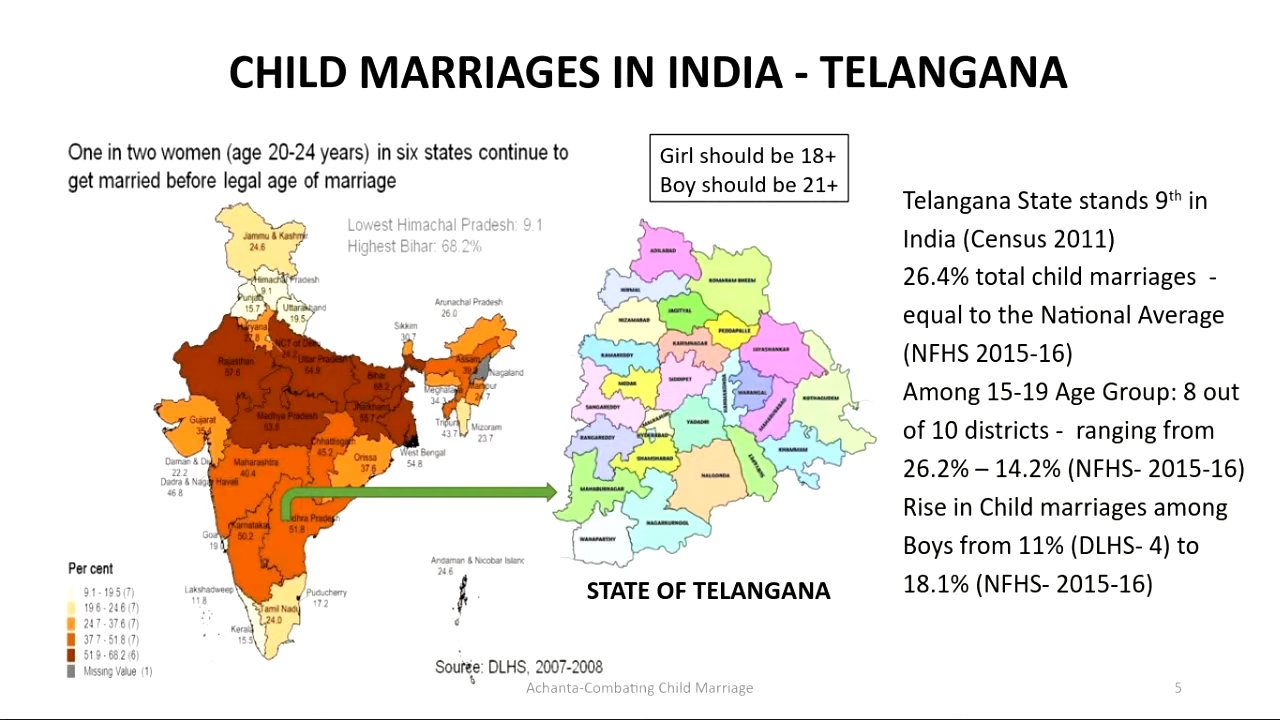 CHILD MARRIAGES IN INDIA - TELANGANA
One in two women (age 20-24 years) in six states continue to
get married before legal age of marriage
Lowest Himachal Pradesh: 9.1
Highest Bihar: 68.2%
Jammu & Kashmir
24.6
Himachal Pradesh
9.1
Punjab
15.7
Uttarakhand
19.5
Haryana
NCT of Delhi
Rajasthan
57.6
Uttar Pradesh
54.9
Bihar
68.2
Sikkim
30.7
Arunachal Pradesh
26.0
Assam
Nagaland
Meghalaya
Manipur
Tripura
43.7
Mizoram
23.7
Gujarat
Madhya Pradesh
53.8
Jharkhand
55.7
Chhattisgarh
45.2
West Bengal
54.8
Orissa
37.6
Daman & Diu
22.2
Dadra & Nagar Haveli
46.8
Maharashtra
40.4
Andhra Pradesh
51.8
Karnataka
50.2
Goa
Lakshadweep
11.8
Kerala
15.5
Tamil Nadu
24.0
Puducherry
17.2
Andaman & Nicobar Islanc
24.6
Per cent
9.1 - 19.5 (7)
19.6 - 24.6 (7)
24.7 - 37.6 (7)
37.7 - 51.8 (7)
51.9 - 68.2 (6)
Missing Value (1)
Source: DLHS, 2007-2008
Girl should be 18+
Boy should be 21+
ADILABAD
KOMARAM BHEEM
NIRMAL
JAGITYAL
NIZAMABAD
PEDDAPALLE
KARIMNAGAR
JAYASHANKAR
KAMAREDDY
MEDAK
SIDDIPET
WARANGAL
KOTHAGUDEM
SANGAREDDY
YADADRI
RANGAREDDY
HYDERABAD
SHAMSHABAD
KHAMMAM
NALGONDA
MAHABUBNAGAR
NAGARKURNOOL
WANAPARTHY
STATE OF TELANGANA
Telangana State stands 9th in
India (Census 2011)
26.4% total child marriages -
equal to the National Average
(NFHS 2015-16)
Among 15-19 Age Group: 8 out
of 10 districts - ranging from
26.2% – 14.2% (NFHS- 2015-16)
Rise in Child marriages among
Boys from 11% (DLHS- 4) to
18.1% (NFHS- 2015-16)
Achanta-Combating Child Marriage
5